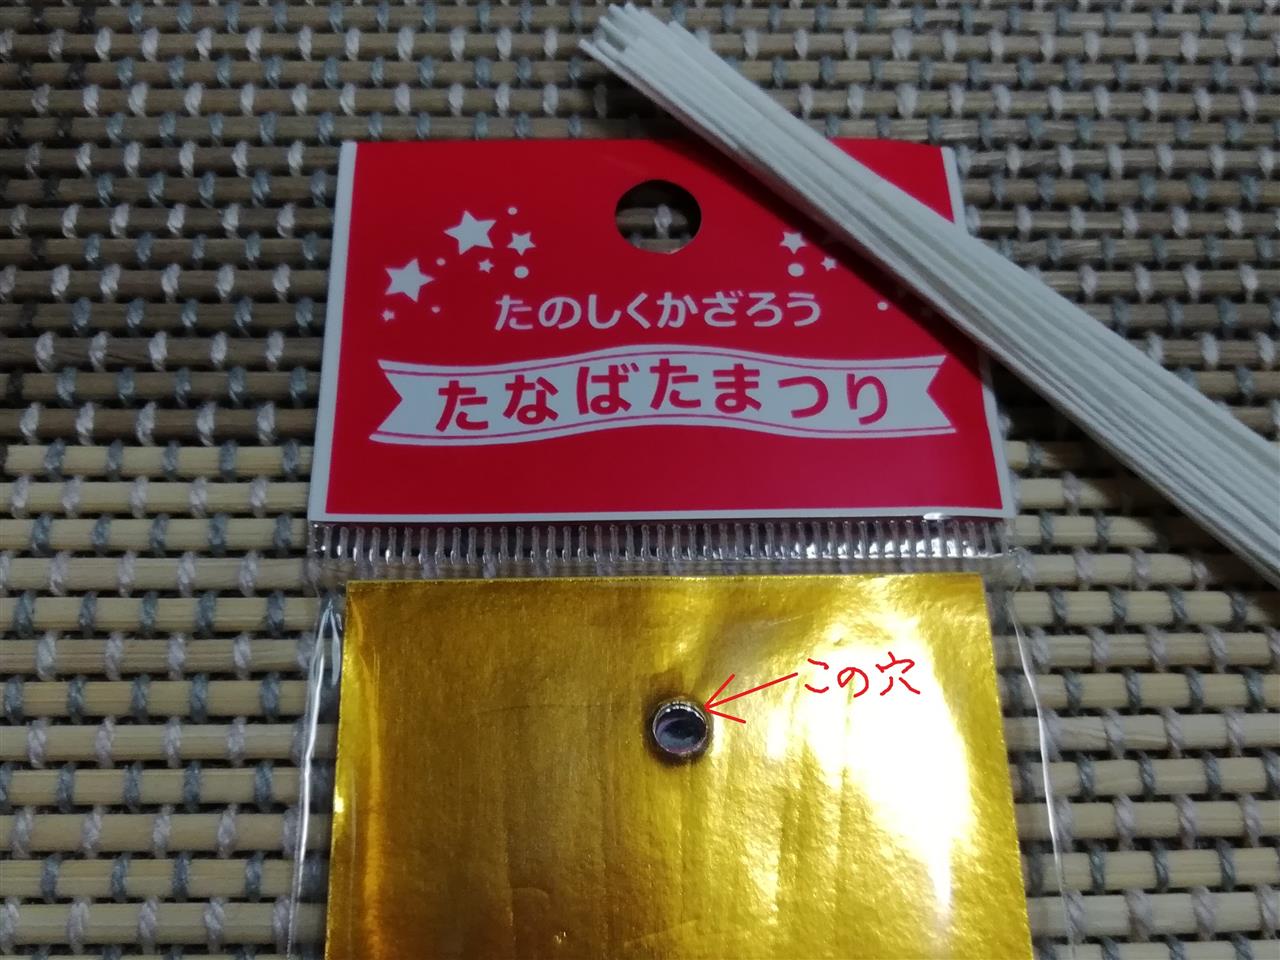 たのしくかざろう
たなばたまつり
この穴